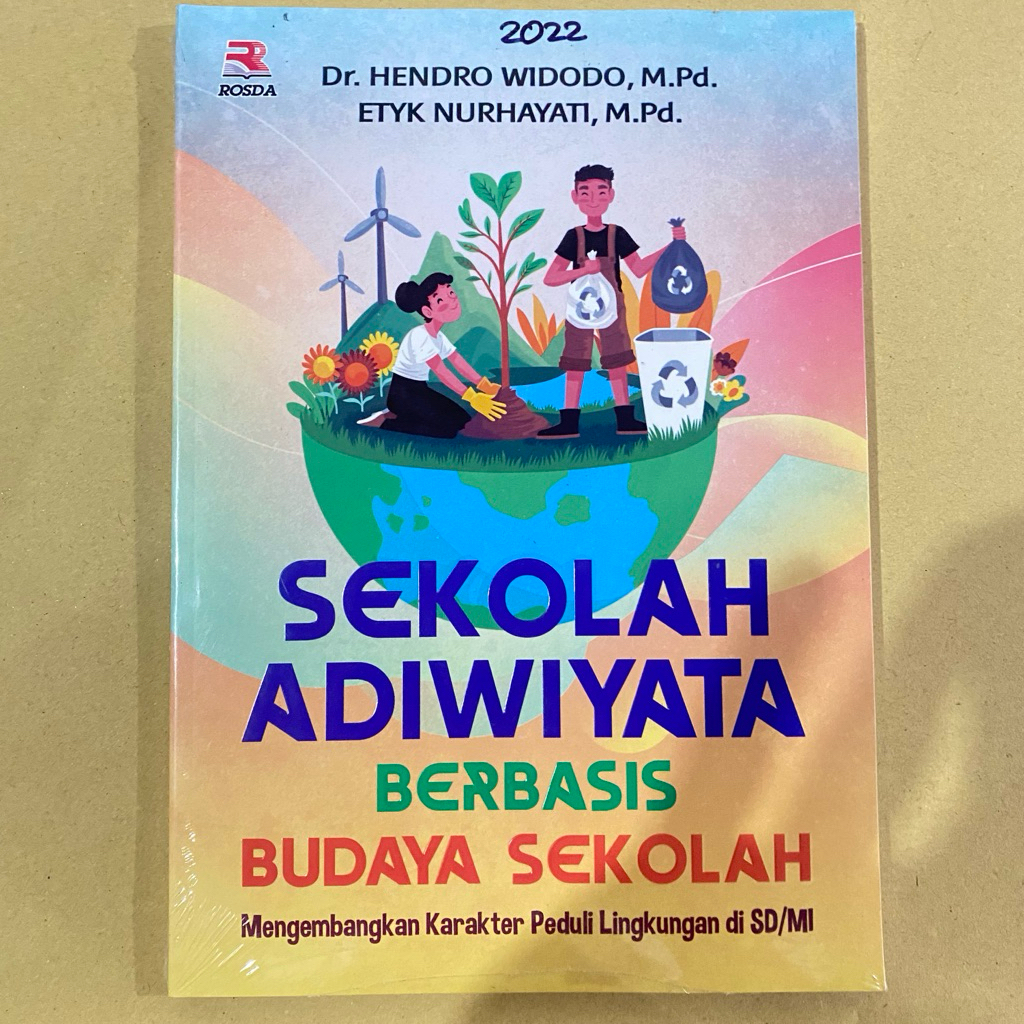 2022
ROSDA
Dr. HENDRO WIDODO, M.Pd.
ETYK NURHAYATI, M.Pd.
SEKOLAH
ADIWIYATA
BERBASIS
BUDAYA SEKOLAH
Mengembangkan Karakter Peduli Lingkungan di SD/MI